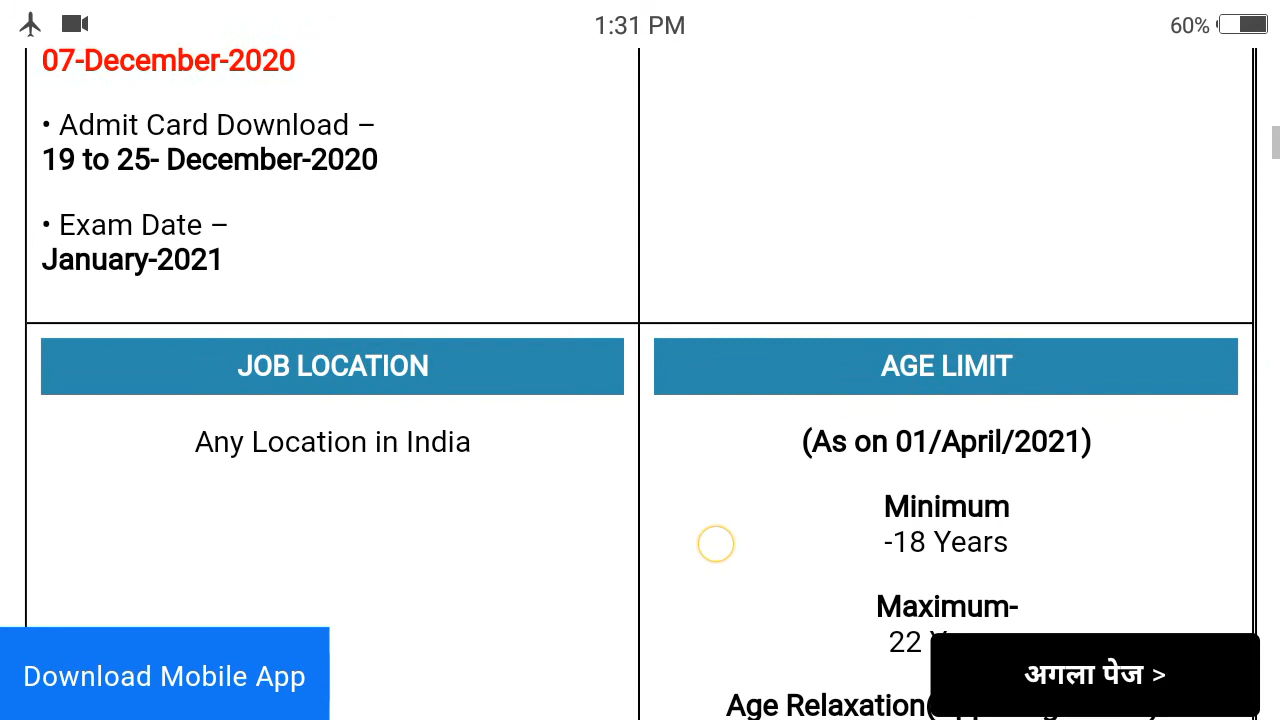 1:31 PM
60%
07-December-2020
• Admit Card Download –
19 to 25- December-2020
• Exam Date –
January-2021
JOB LOCATION
Any Location in India
AGE LIMIT
(As on 01/April/2021)
Minimum
-18 Years
Maximum-
22
Age Relaxation(
Download Mobile App
अगला पेज >